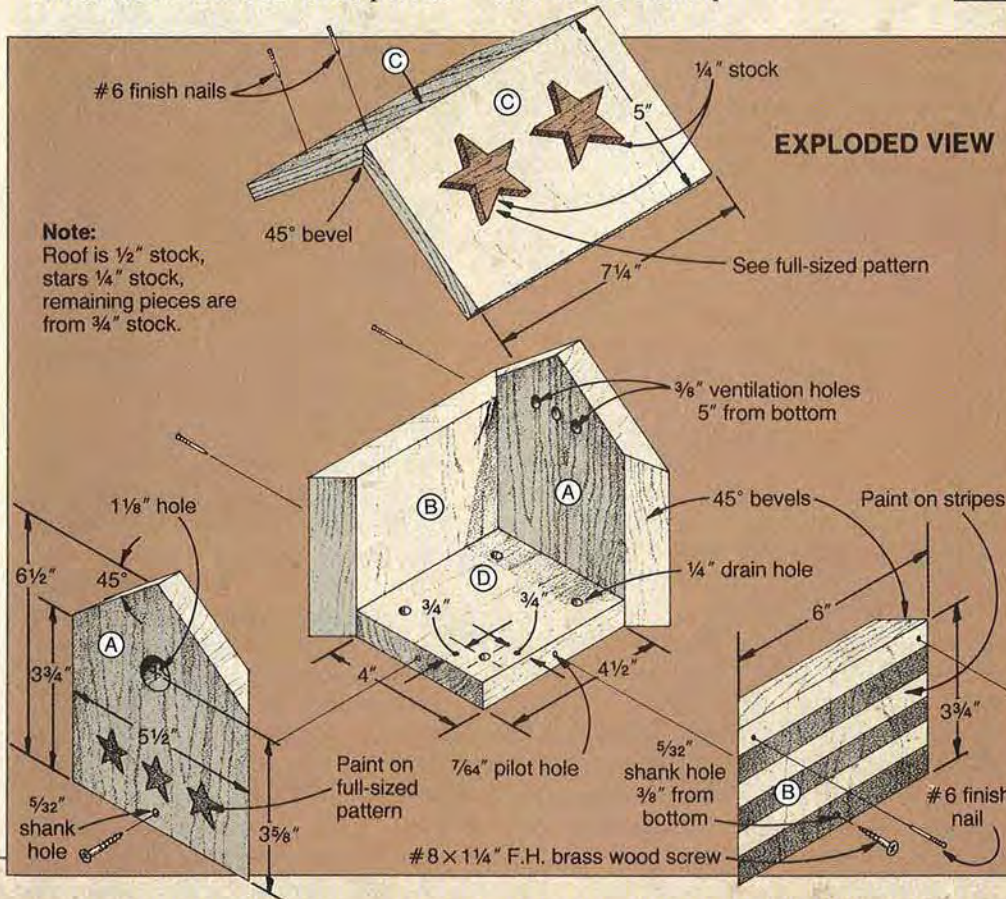 #6 finish nails
C
C
¼" stock
5"
EXPLODED VIEW
45° bevel
Note:
Roof is ½" stock,
stars ¼" stock,
remaining pieces are
from ¾" stock.
7¼"
See full-sized pattern
⅜" ventilation holes
5" from bottom
1⅛" hole
B
A
45° bevels
Paint on stripes
6½"
45°
D
¼" drain hole
6"
¾"
¾"
A
3¾"
4"
4½"
3¾"
5½"
Paint on
full-sized
pattern
7/64" pilot hole
5/32"
shank hole
⅜" from
bottom
B
#6 finish
nail
5/32"
shank
hole
3⅝"
#8 × 1¼" F.H. brass wood screw